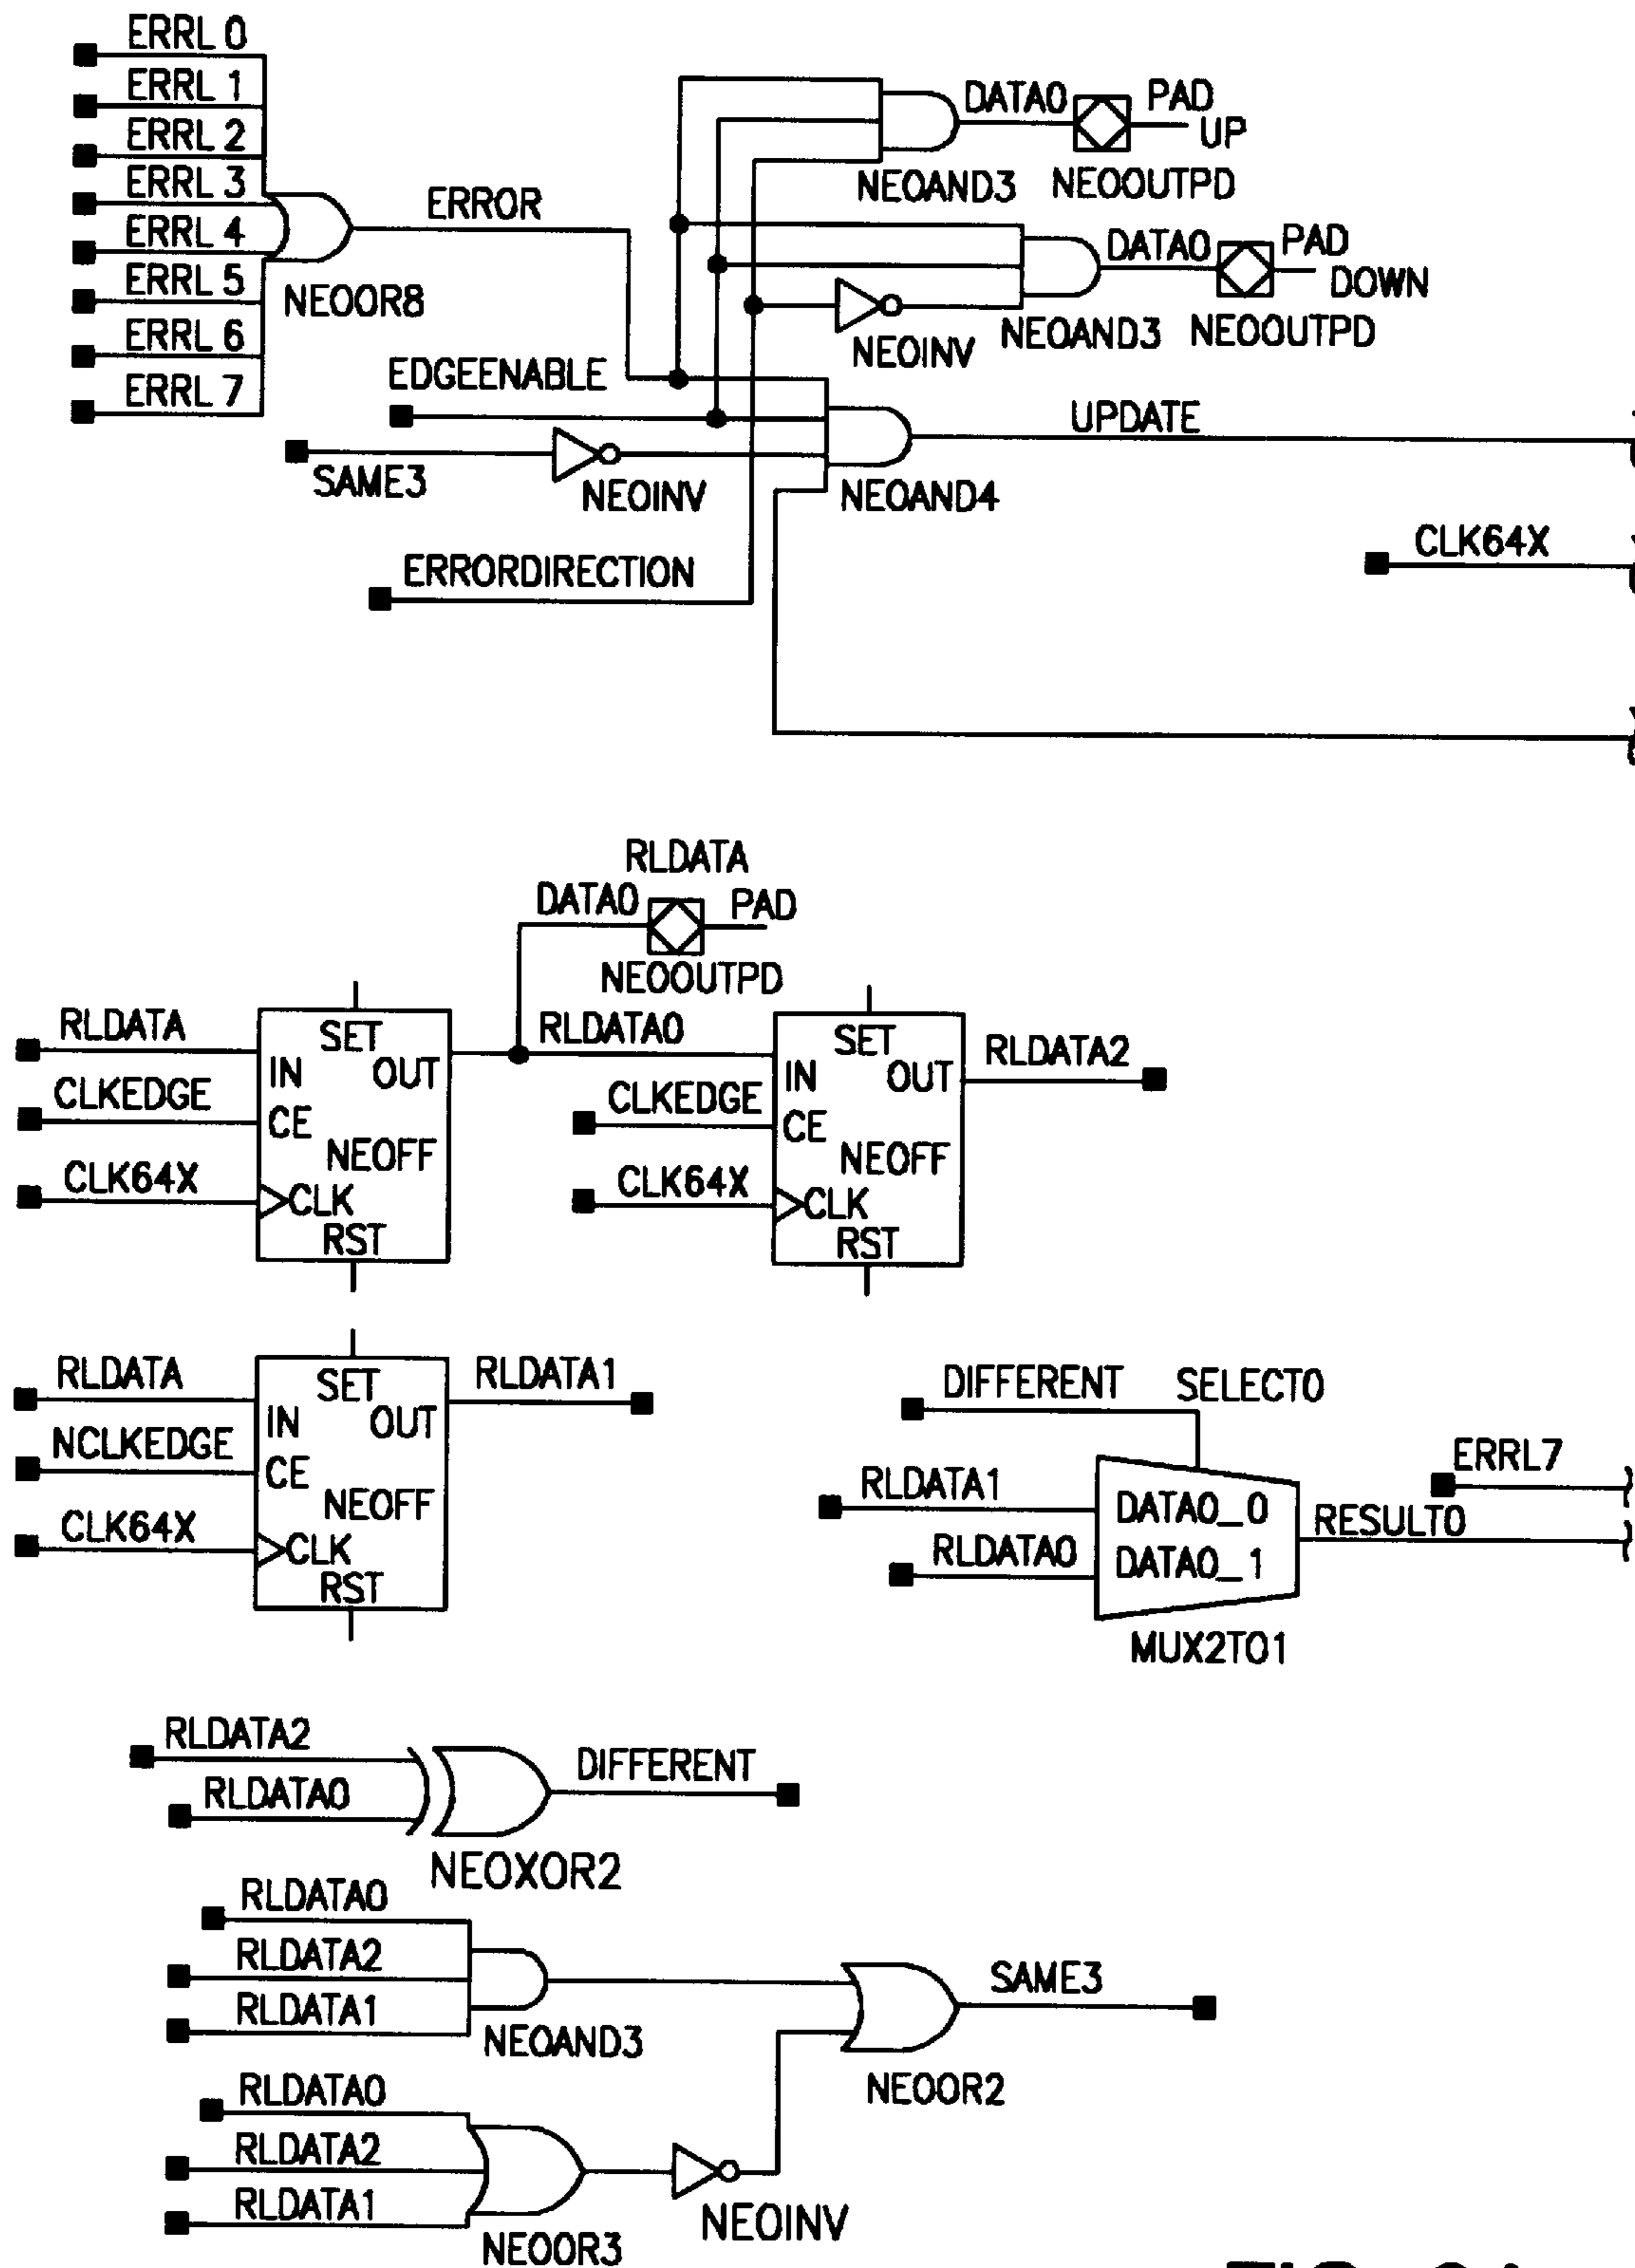 ERRL 0
ERRL 1
ERRL 2
ERRL 3
ERRL 4
ERRL 5
ERRL 6
ERRL 7
NEOOR8
ERROR
DATA0 PAD
UP
NEOAND3 NEOOUTPD
DATA0 PAD
DOWN
NEOINV NEOAND3 NEOOUTPD
EDGEENABLE
SAME3
NEOINV
NEOAND4
UPDATE
ERRORDIRECTION
CLK64X
RLDATA
DATA0 PAD
NEOOUTPD
RLDATA
CLKEDGE
CLK64X
SET
IN OUT
CE
NEOFF
CLK
RST
RLDATA0
CLKEDGE
CLK64X
SET
IN OUT
CE
NEOFF
CLK
RST
RLDATA2
RLDATA
NCLKEDGE
CLK64X
SET
IN OUT
CE
NEOFF
CLK
RST
RLDATA1
DIFFERENT SELECT0
RLDATA1
RLDATA0
DATA0_0
DATA0_1
MUX2TO1
ERRL7
RESULT0
RLDATA2
RLDATA0
DIFFERENT
NEOXOR2
RLDATA0
RLDATA2
RLDATA1
NEOAND3
SAME3
NEOOR2
RLDATA0
RLDATA2
RLDATA1
NEOOR3
NEOINV